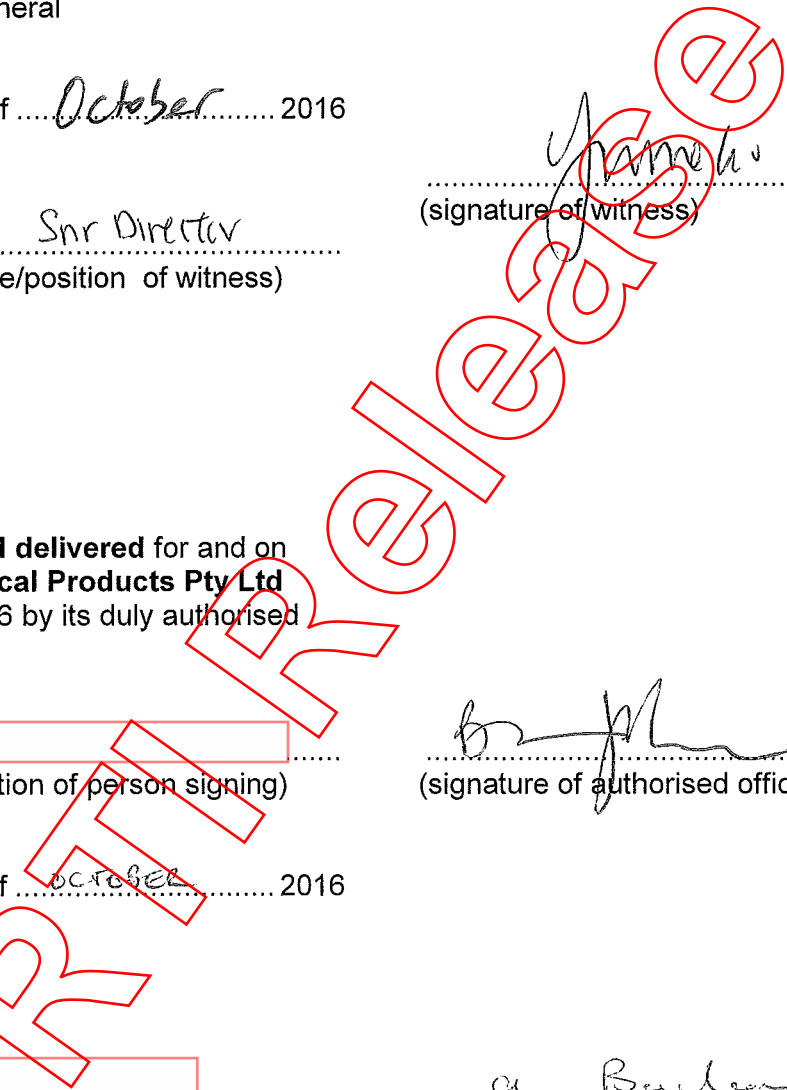 neral
f ..... October ......... 2016
(signature of witness)
Snr Director
e/position of witness)
d delivered for and on
cal Products Pty Ltd
6 by its duly authorised
tion of person signing)
(signature of authorised offic
f ..... OCTOBER ......... 2016
RTI Release